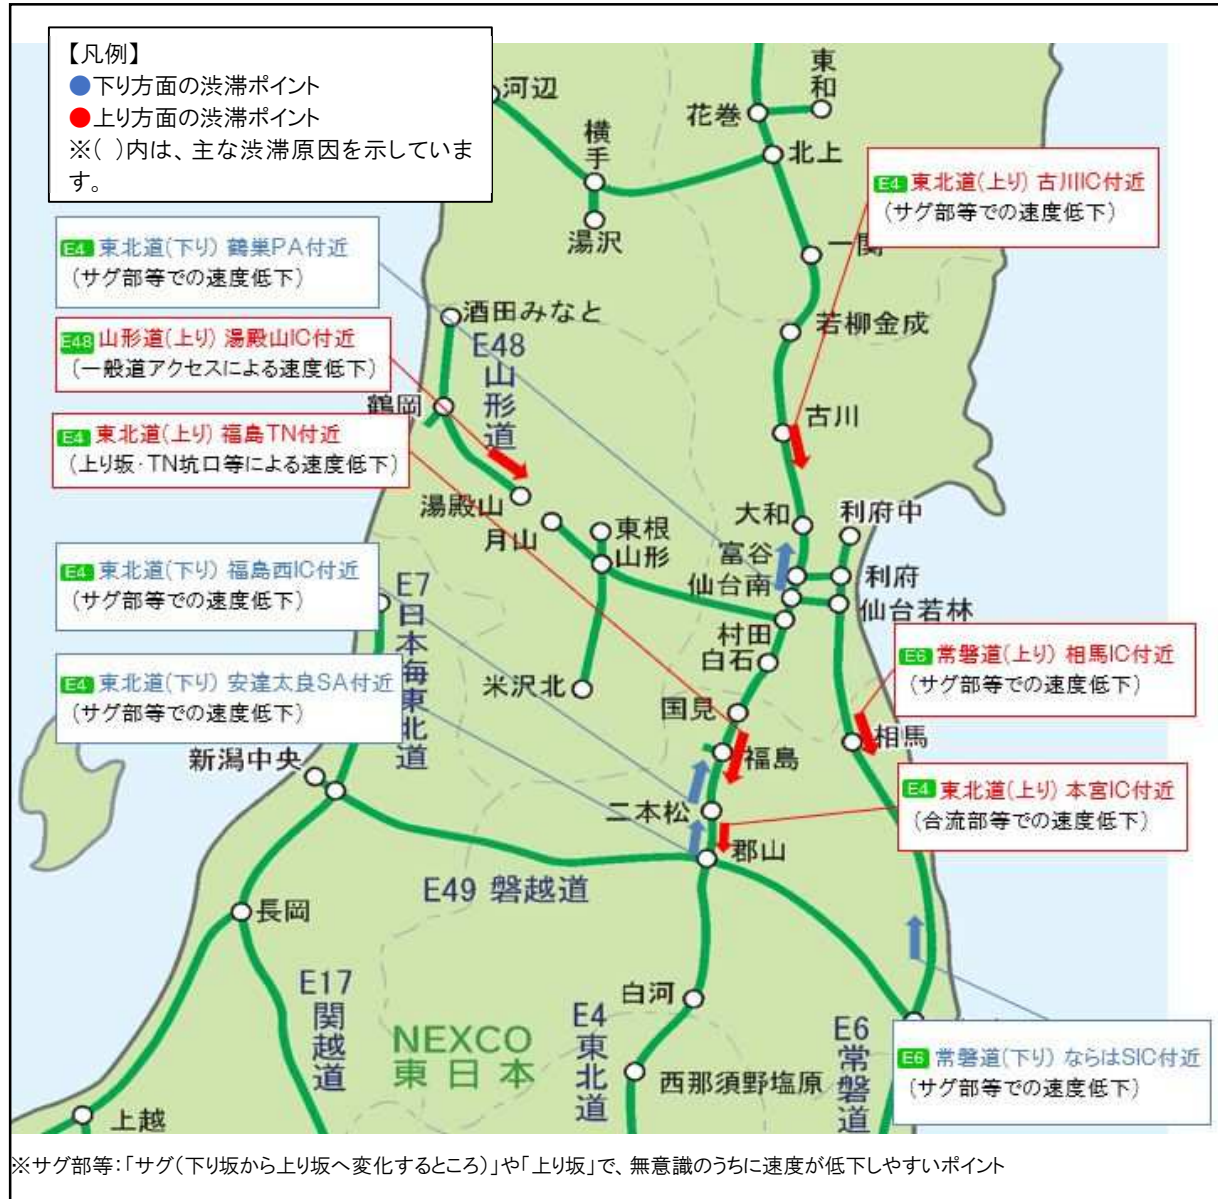 【凡例】
●下り方面の渋滞ポイント
●上り方面の渋滞ポイント
※( )内は、主な渋滞原因を示していま
す。
河辺
横手
湯沢
東和
花巻
北上
一関
E4 東北道(上り) 古川IC付近
(サグ部等での速度低下)
E4 東北道(下り) 鶴巣PA付近
(サグ部等での速度低下)
酒田みなと
若柳金成
E48 山形道(上り) 湯殿山IC付近
(一般道アクセスによる速度低下)
E48
山形道
鶴岡
古川
E4 東北道(上り) 福島TN付近
(上り坂・TN坑口等による速度低下)
湯殿山
月山
東根
山形
大和
利府中
富谷
利府
仙台南
仙台若林
E4 東北道(下り) 福島西IC付近
(サグ部等での速度低下)
E7
日本海東北道
村田
白石
E6 常磐道(上り) 相馬IC付近
(サグ部等での速度低下)
E4 東北道(下り) 安達太良SA付近
(サグ部等での速度低下)
米沢北
国見
相馬
新潟中央
福島
E4 東北道(上り) 本宮IC付近
(合流部等での速度低下)
二本松
郡山
E49 磐越道
長岡
E17
関越道
白河
NEXCO
東日本
E4
東北道
E6
常磐道
西那須野塩原
E6 常磐道(下り) ならはSIC付近
(サグ部等での速度低下)
上越
※サグ部等:「サグ(下り坂から上り坂へ変化するところ)」や「上り坂」で、無意識のうちに速度が低下しやすいポイント